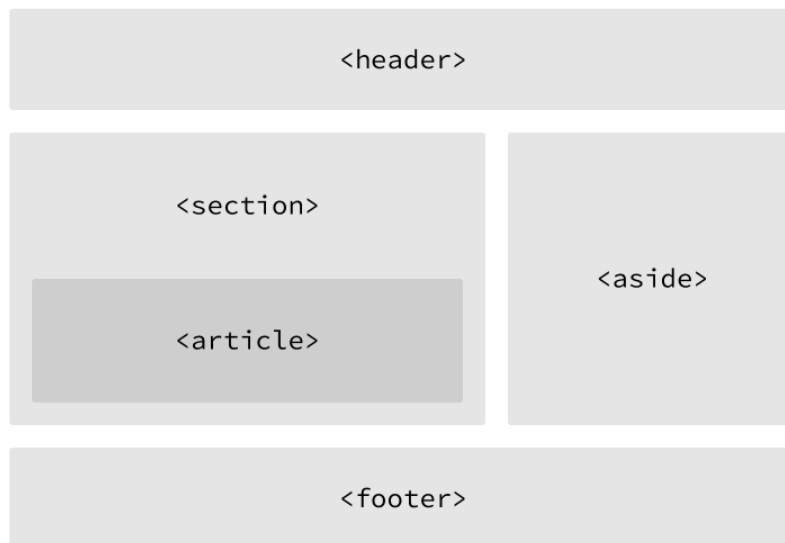 <header>
<section>
<aside>
<article>
<footer>